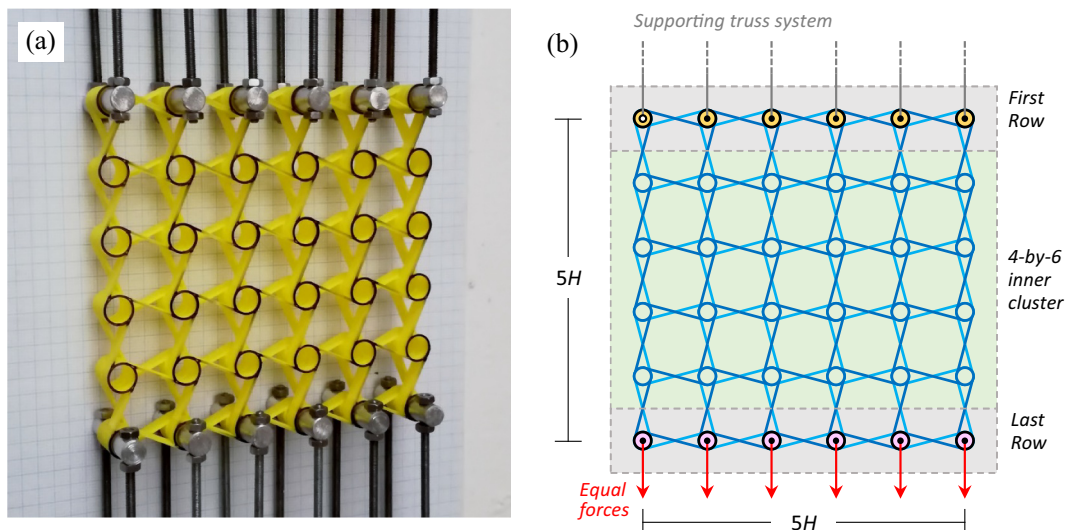 (a)
(b)
Supporting truss system
First
Row
5H
4-by-6
inner
cluster
Last
Row
Equal
forces
5H